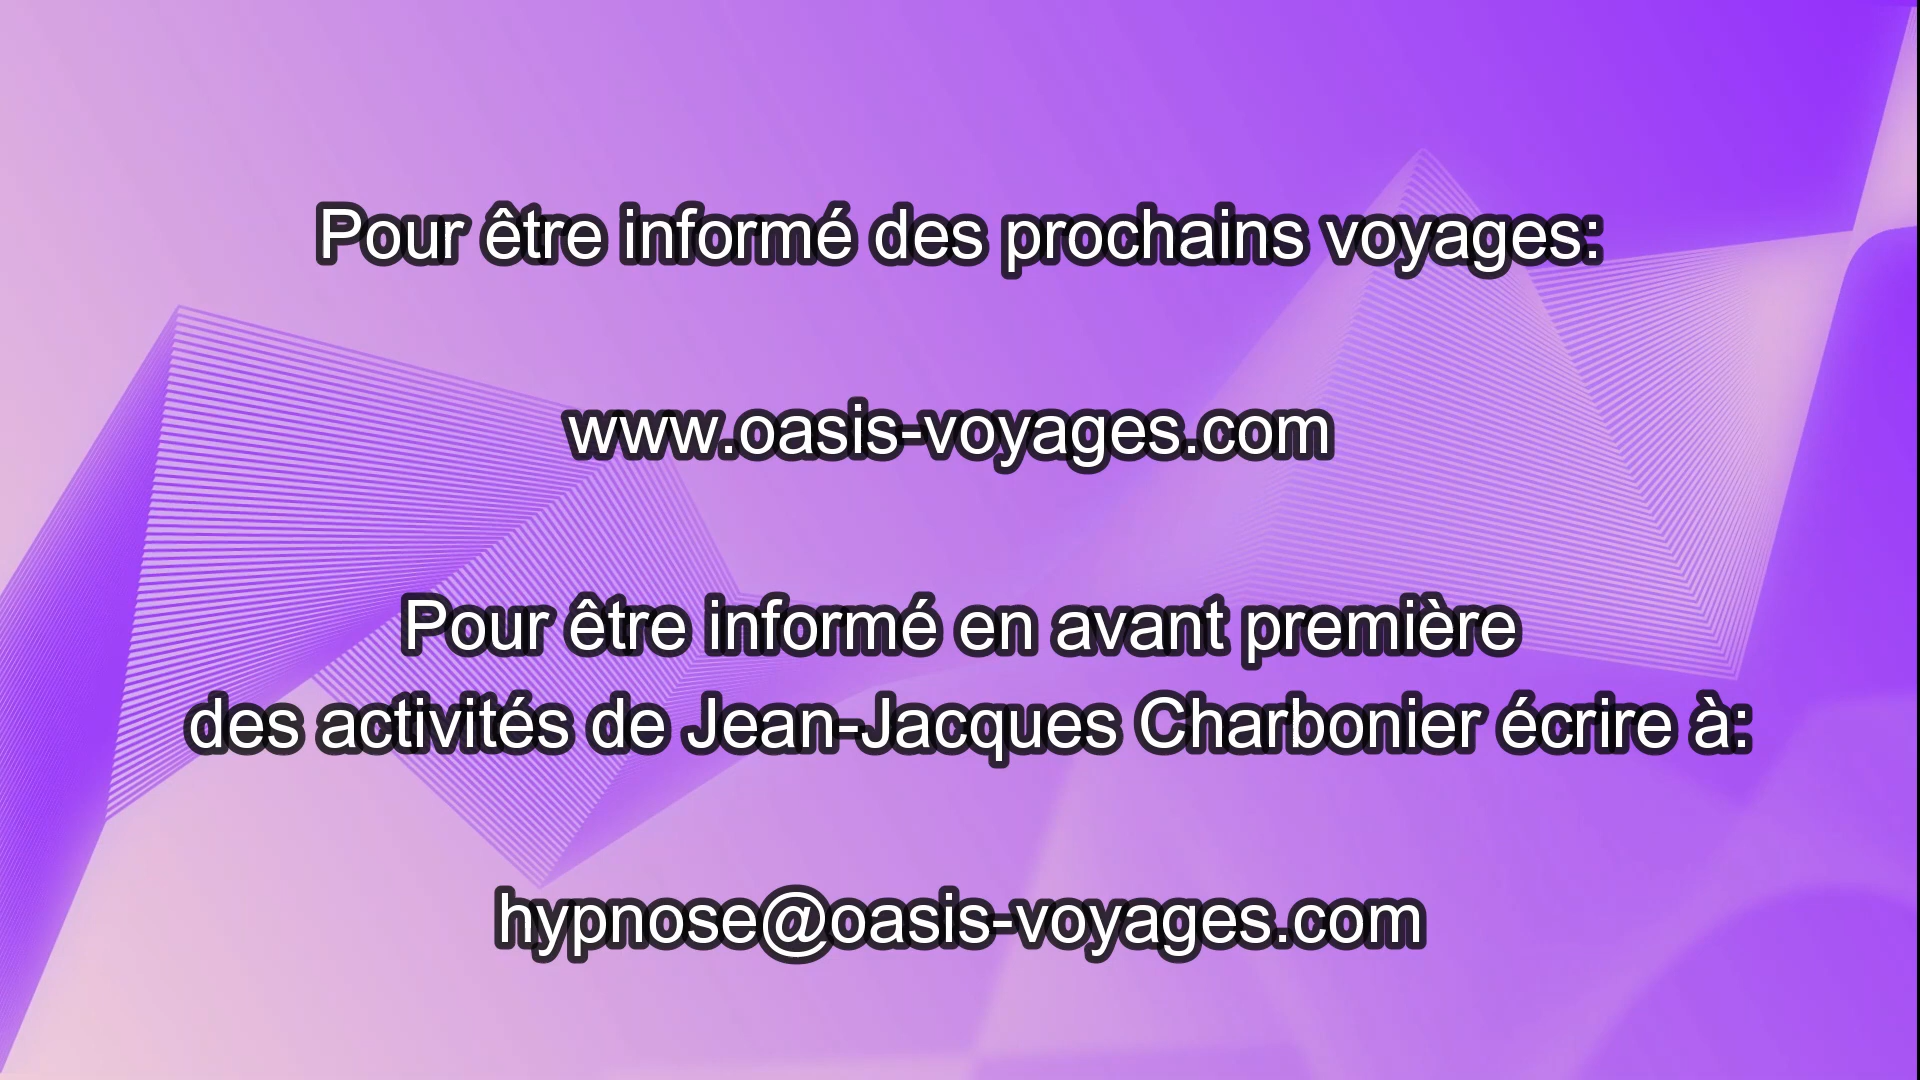 Pour être informé des prochains voyages:
www.oasis-voyages.com
Pour être informé en avant première
des activités de Jean-Jacques Charbonier écrire à:
hypnose@oasis-voyages.com